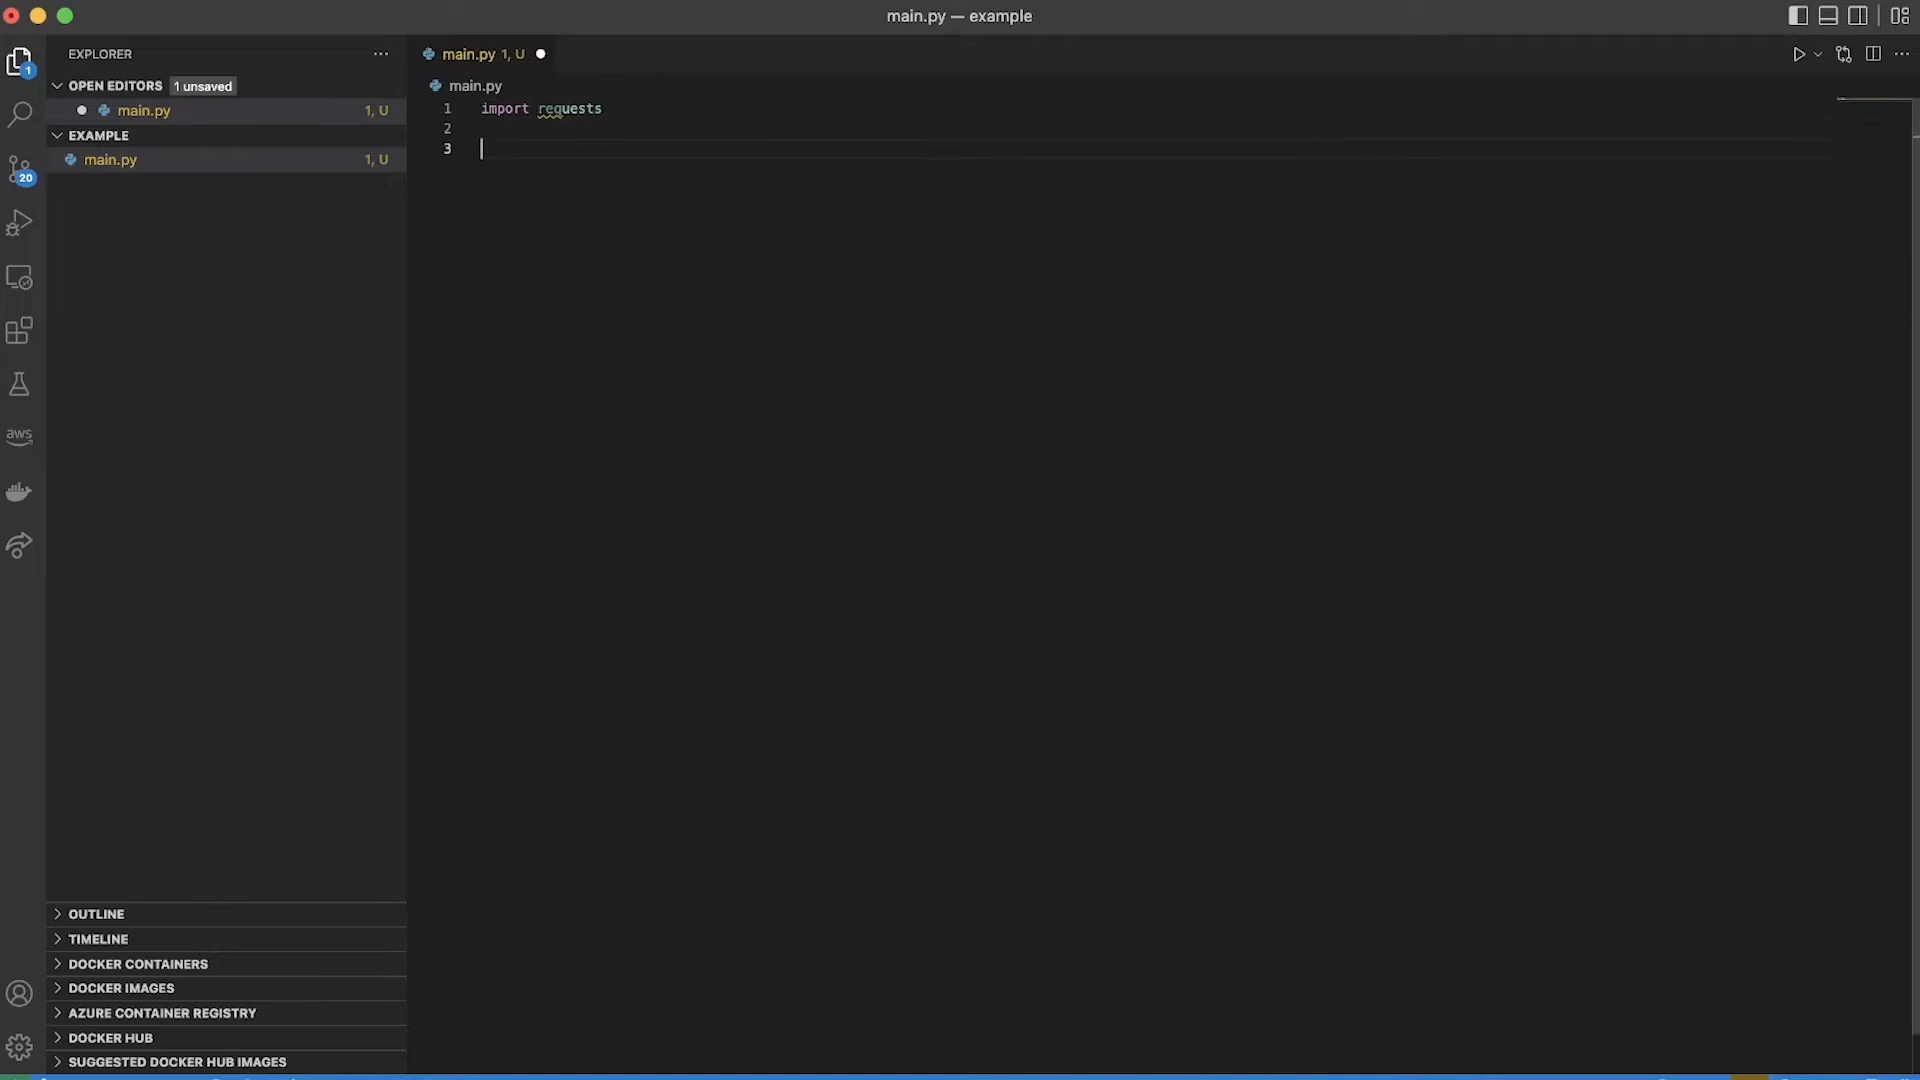 main.py — example
EXPLORER
OPEN EDITORS 1 unsaved
main.py 1, U
EXAMPLE
main.py 1, U
main.py 1, U
main.py
1 import requests
2
3
1
20
aws
OUTLINE
TIMELINE
DOCKER CONTAINERS
DOCKER IMAGES
AZURE CONTAINER REGISTRY
DOCKER HUB
SUGGESTED DOCKER HUB IMAGES